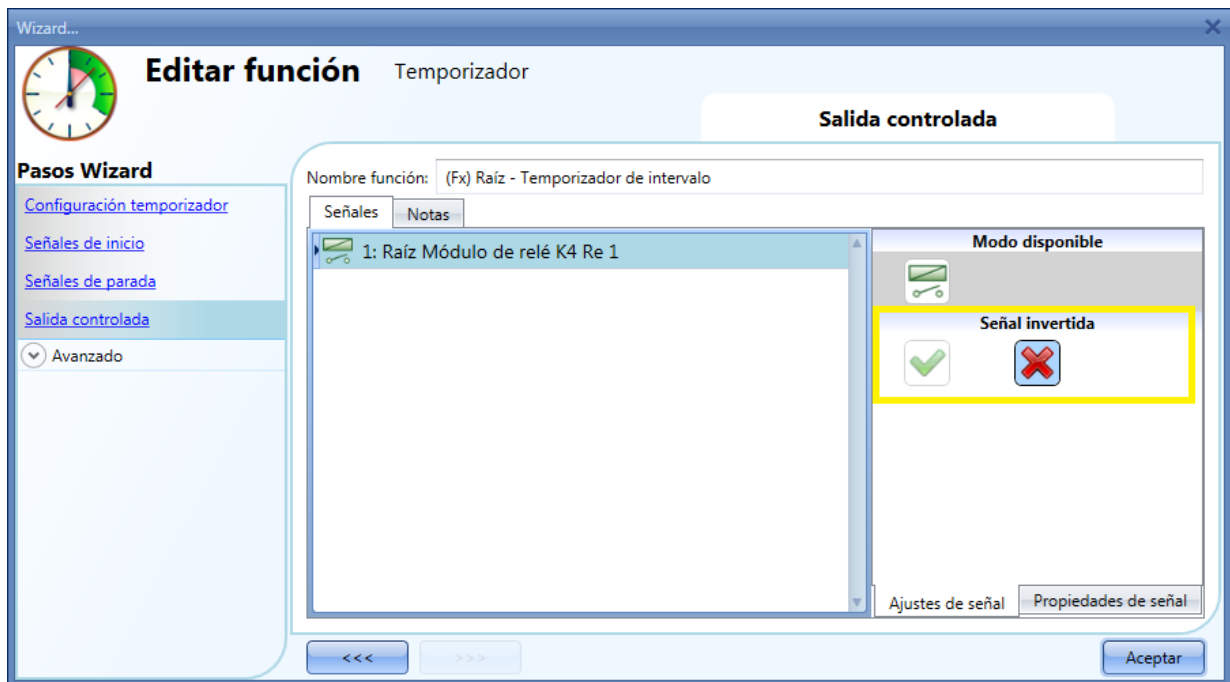 Wizard...
Editar función Temporizador
Salida controlada
Pasos Wizard
Configuración temporizador
Señales de inicio
Señales de parada
Salida controlada
Avanzado
Nombre función: (Fx) Raíz - Temporizador de intervalo
Señales Notas
1: Raíz Módulo de relé K4 Re 1
Modo disponible
Señal invertida
Ajustes de señal Propiedades de señal
<<< >>> Aceptar